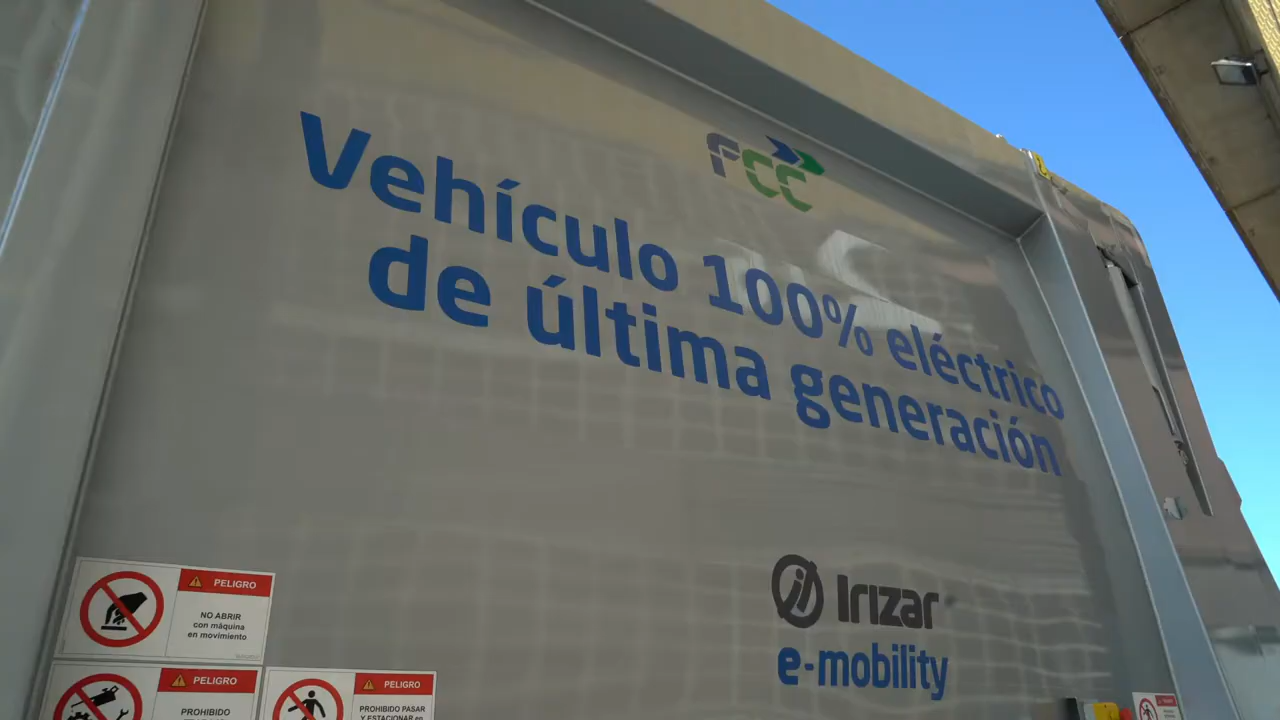 FCC
Vehículo 100% eléctrico
de última generación
Irizar
e-mobility
PELIGRO
NO ABRIR
con máquina
en movimiento
PELIGRO
PROHIBIDO
PELIGRO
PROHIBIDO PASAR
Y ESTACIONAR en